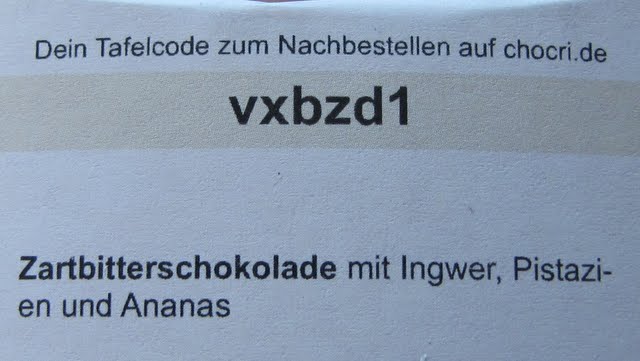 Dein Tafelcode zum Nachbestellen auf chocri.de
vxbzd1
Zartbitterschokolade mit Ingwer, Pistazi-
en und Ananas